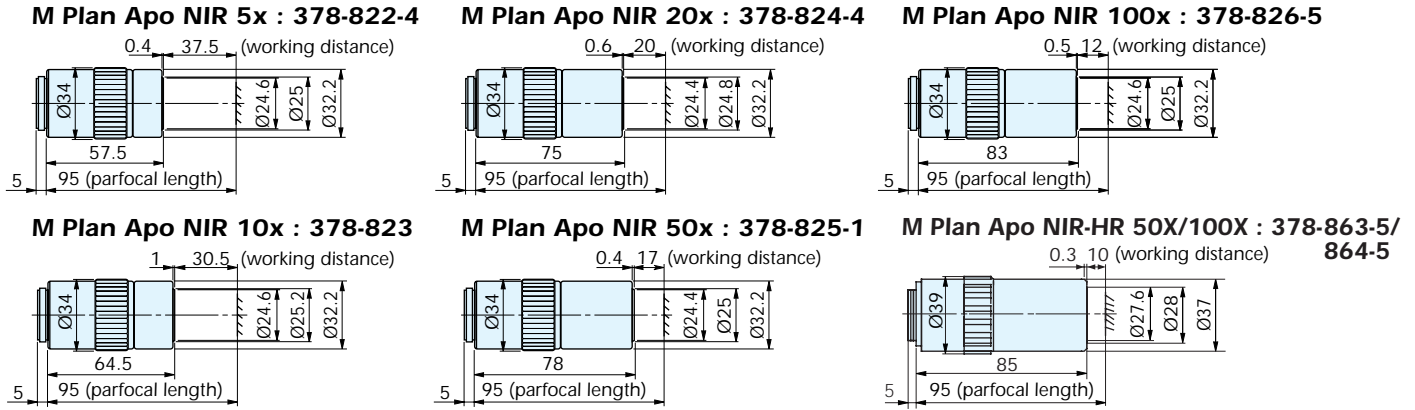 M Plan Apo NIR 5x : 378-822-4
0.4 37.5 (working distance)
Ø34
Ø24.6
Ø25
Ø32.2
57.5
5 95 (parfocal length)
M Plan Apo NIR 20x : 378-824-4
0.6 20 (working distance)
Ø34
Ø24.4
Ø24.8
Ø32.2
75
5 95 (parfocal length)
M Plan Apo NIR 100x : 378-826-5
0.5 12 (working distance)
Ø34
Ø24.6
Ø25
Ø32.2
83
5 95 (parfocal length)
M Plan Apo NIR 10x : 378-823
1 30.5 (working distance)
Ø34
Ø24.6
Ø25.2
Ø32.2
64.5
5 95 (parfocal length)
M Plan Apo NIR 50x : 378-825-1
0.4 17 (working distance)
Ø34
Ø24.4
Ø25
Ø32.2
78
5 95 (parfocal length)
M Plan Apo NIR-HR 50X/100X : 378-863-5/
864-5
0.3 10 (working distance)
Ø39
Ø27.6
Ø28
Ø37
85
5 95 (parfocal length)